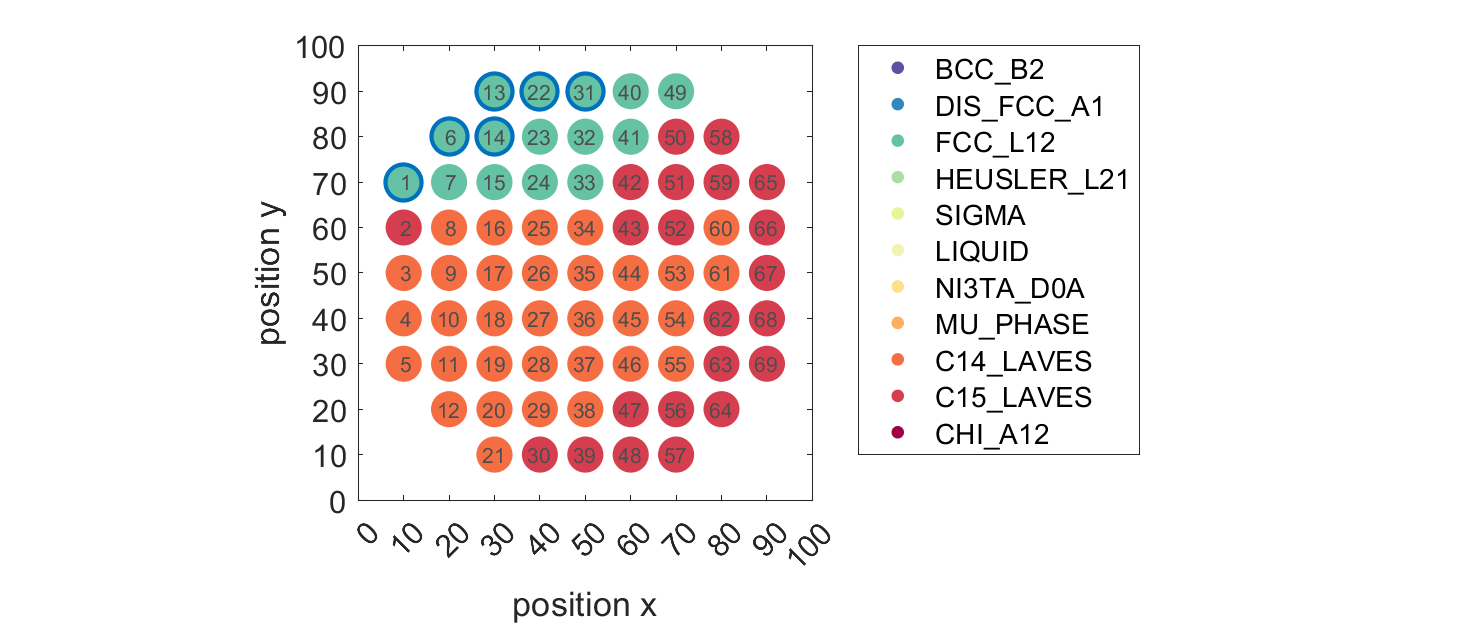 100
90
80
70
60
50
40
30
20
10
0
position y
13 22 31 40 49
6 14 23 32 41 50 58
1 7 15 24 33 42 51 59 65
2 8 16 25 34 43 52 60 66
3 9 17 26 35 44 53 61 67
4 10 18 27 36 45 54 62 68
5 11 19 28 37 46 55 63 69
12 20 29 38 47 56 64
21 30 39 48 57
0 10 20 30 40 50 60 70 80 90 100
position x
BCC_B2
DIS_FCC_A1
FCC_L12
HEUSLER_L21
SIGMA
LIQUID
NI3TA_D0A
MU_PHASE
C14_LAVES
C15_LAVES
CHI_A12